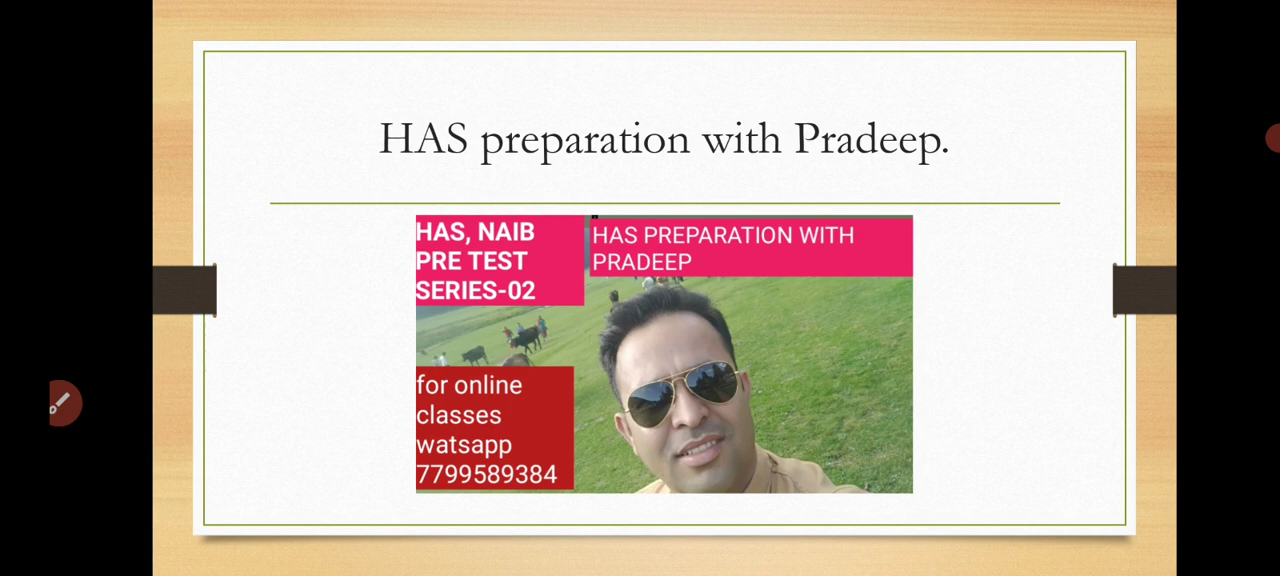 HAS preparation with Pradeep.
HAS, NAIB
PRE TEST
SERIES-02
HAS PREPARATION WITH
PRADEEP
for online
classes
watsapp
7799589384